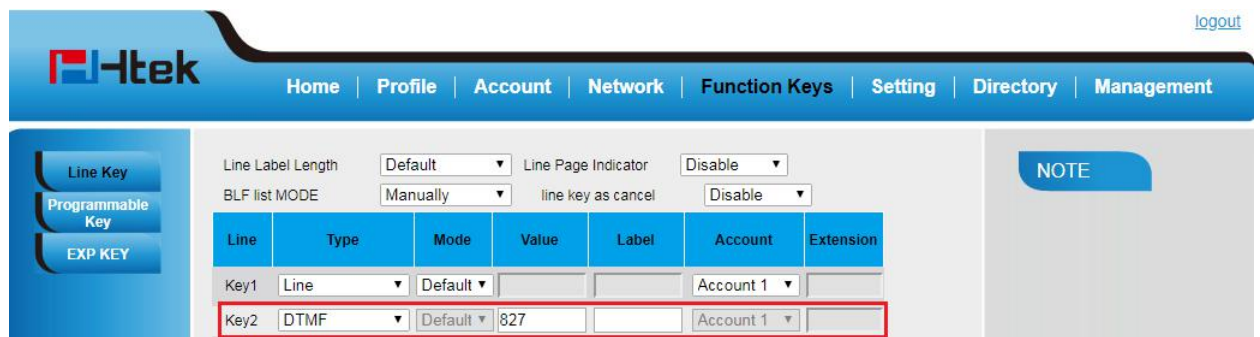 logout
Htek
Home | Profile | Account | Network | Function Keys | Setting | Directory | Management
Line Key
Programmable Key
EXP KEY
Line Label Length Default Line Page Indicator Disable
BLF list MODE Manually line key as cancel Disable
Line Type Mode Value Label Account Extension
Key1 Line Default Account 1
Key2 DTMF Default 827 Account 1
NOTE